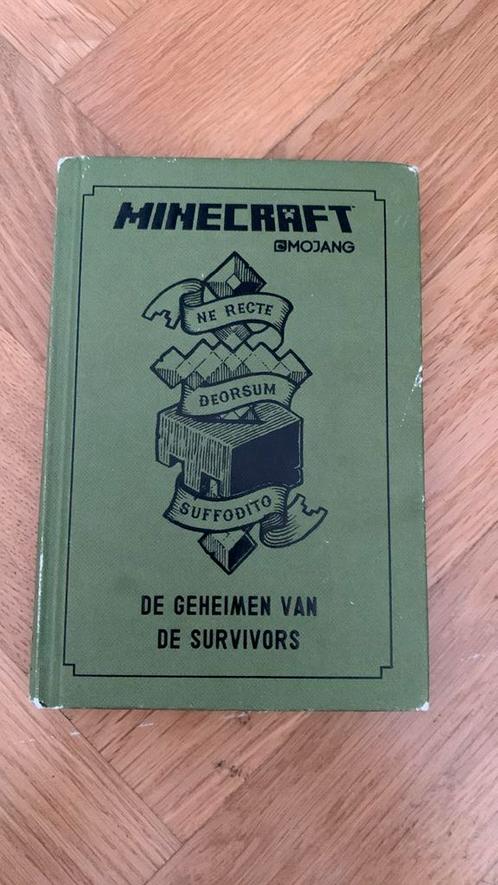 MINECRAFT
MOJANG
NE RECTE
DEORSUM
SUFFODITO
DE GEHEIMEN VAN
DE SURVIVORS